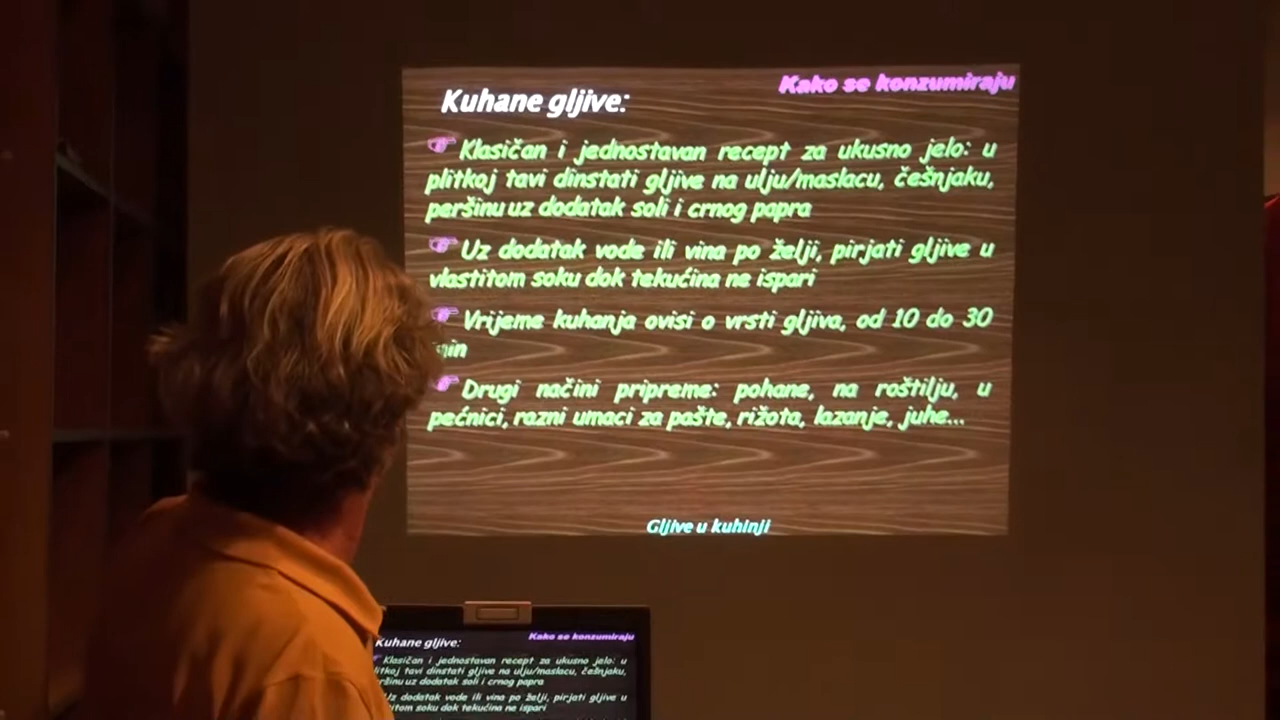 Kako se konzumiraju
Kuhane gljive:
☞ Klasičan i jednostavan recept za ukusno jelo: u
plitkoj tavi dinstati gljive na ulju/maslacu, češnjaku,
peršinu uz dodatak soli i crnog papra
☞ Uz dodatak vode ili vina po želji, pirjati gljive u
vlastitom soku dok tekućina ne ispari
☞ Vrijeme kuhanja ovisi o vrsti gljiva, od 10 do 30
min
☞ Drugi načini pripreme: pohane, na roštilju, u
pećnici, razni umaci za pašte, rižota, lazanje, juhe...
Gljive u kuhinji
Kako se konzumiraju
Kuhane gljive:
Klasičan i jednostavan recept za ukusno jelo: u
litkoj tavi dinstati gljive na ulju/maslacu, češnjaku,
ršinu uz dodatak soli i crnog papra
Uz dodatak vode ili vina po želji, pirjati gljive u
titom soku dok tekućina ne ispari